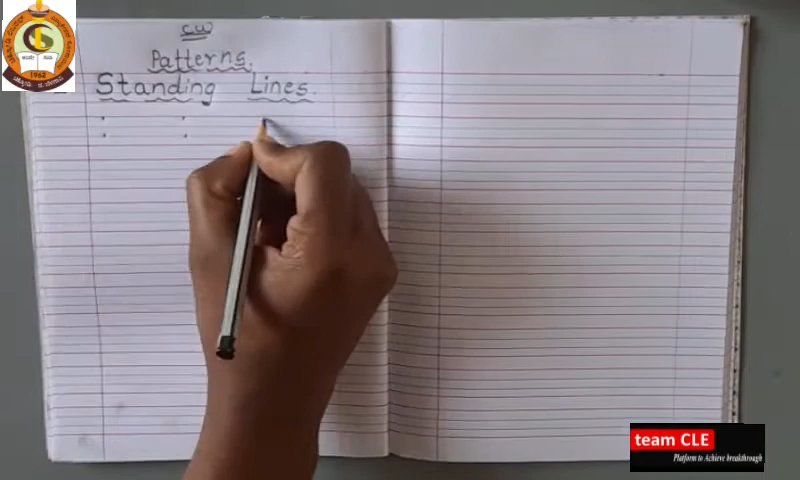 CW
Patterns.
Standing Lines.
1962
team CLE
Platform to Achieve breakthrough